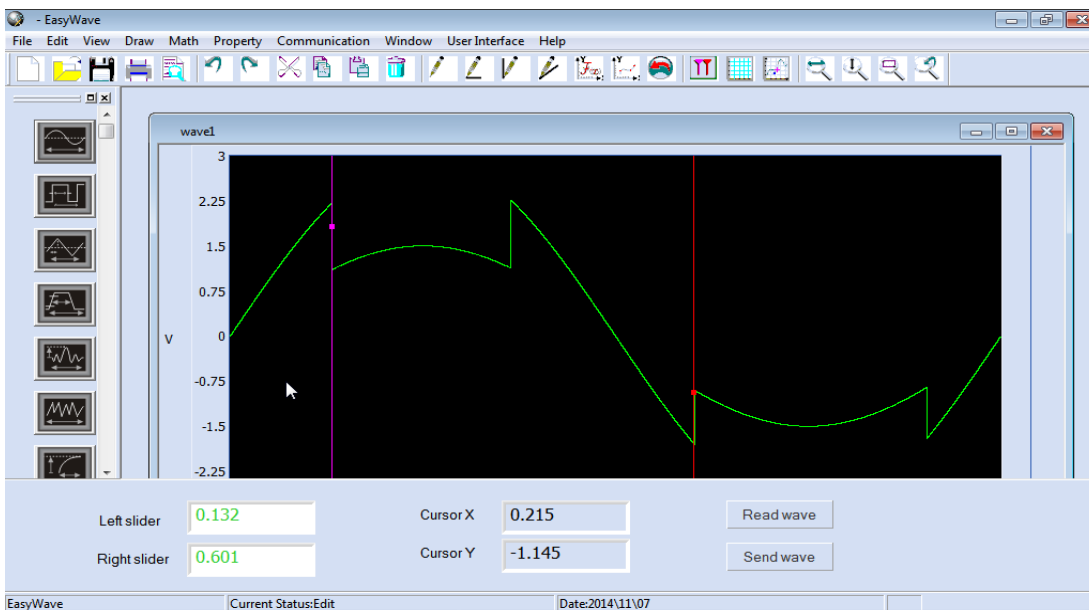 - EasyWave
File Edit View Draw Math Property Communication Window User Interface Help
wave1
3
2.25
1.5
0.75
V 0
-0.75
-1.5
-2.25
Left slider 0.132 Cursor X 0.215 Read wave
Right slider 0.601 Cursor Y -1.145 Send wave
EasyWave Current Status:Edit Date:2014\11\07